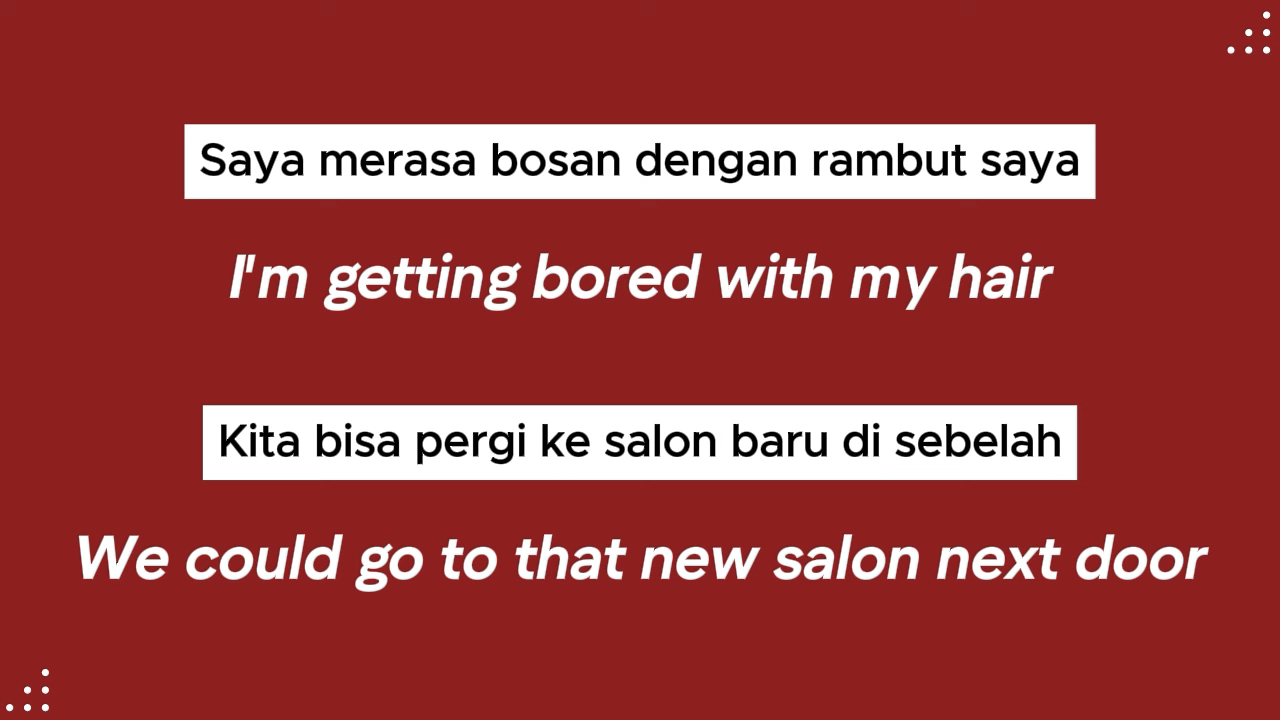 Saya merasa bosan dengan rambut saya
I'm getting bored with my hair
Kita bisa pergi ke salon baru di sebelah
We could go to that new salon next door